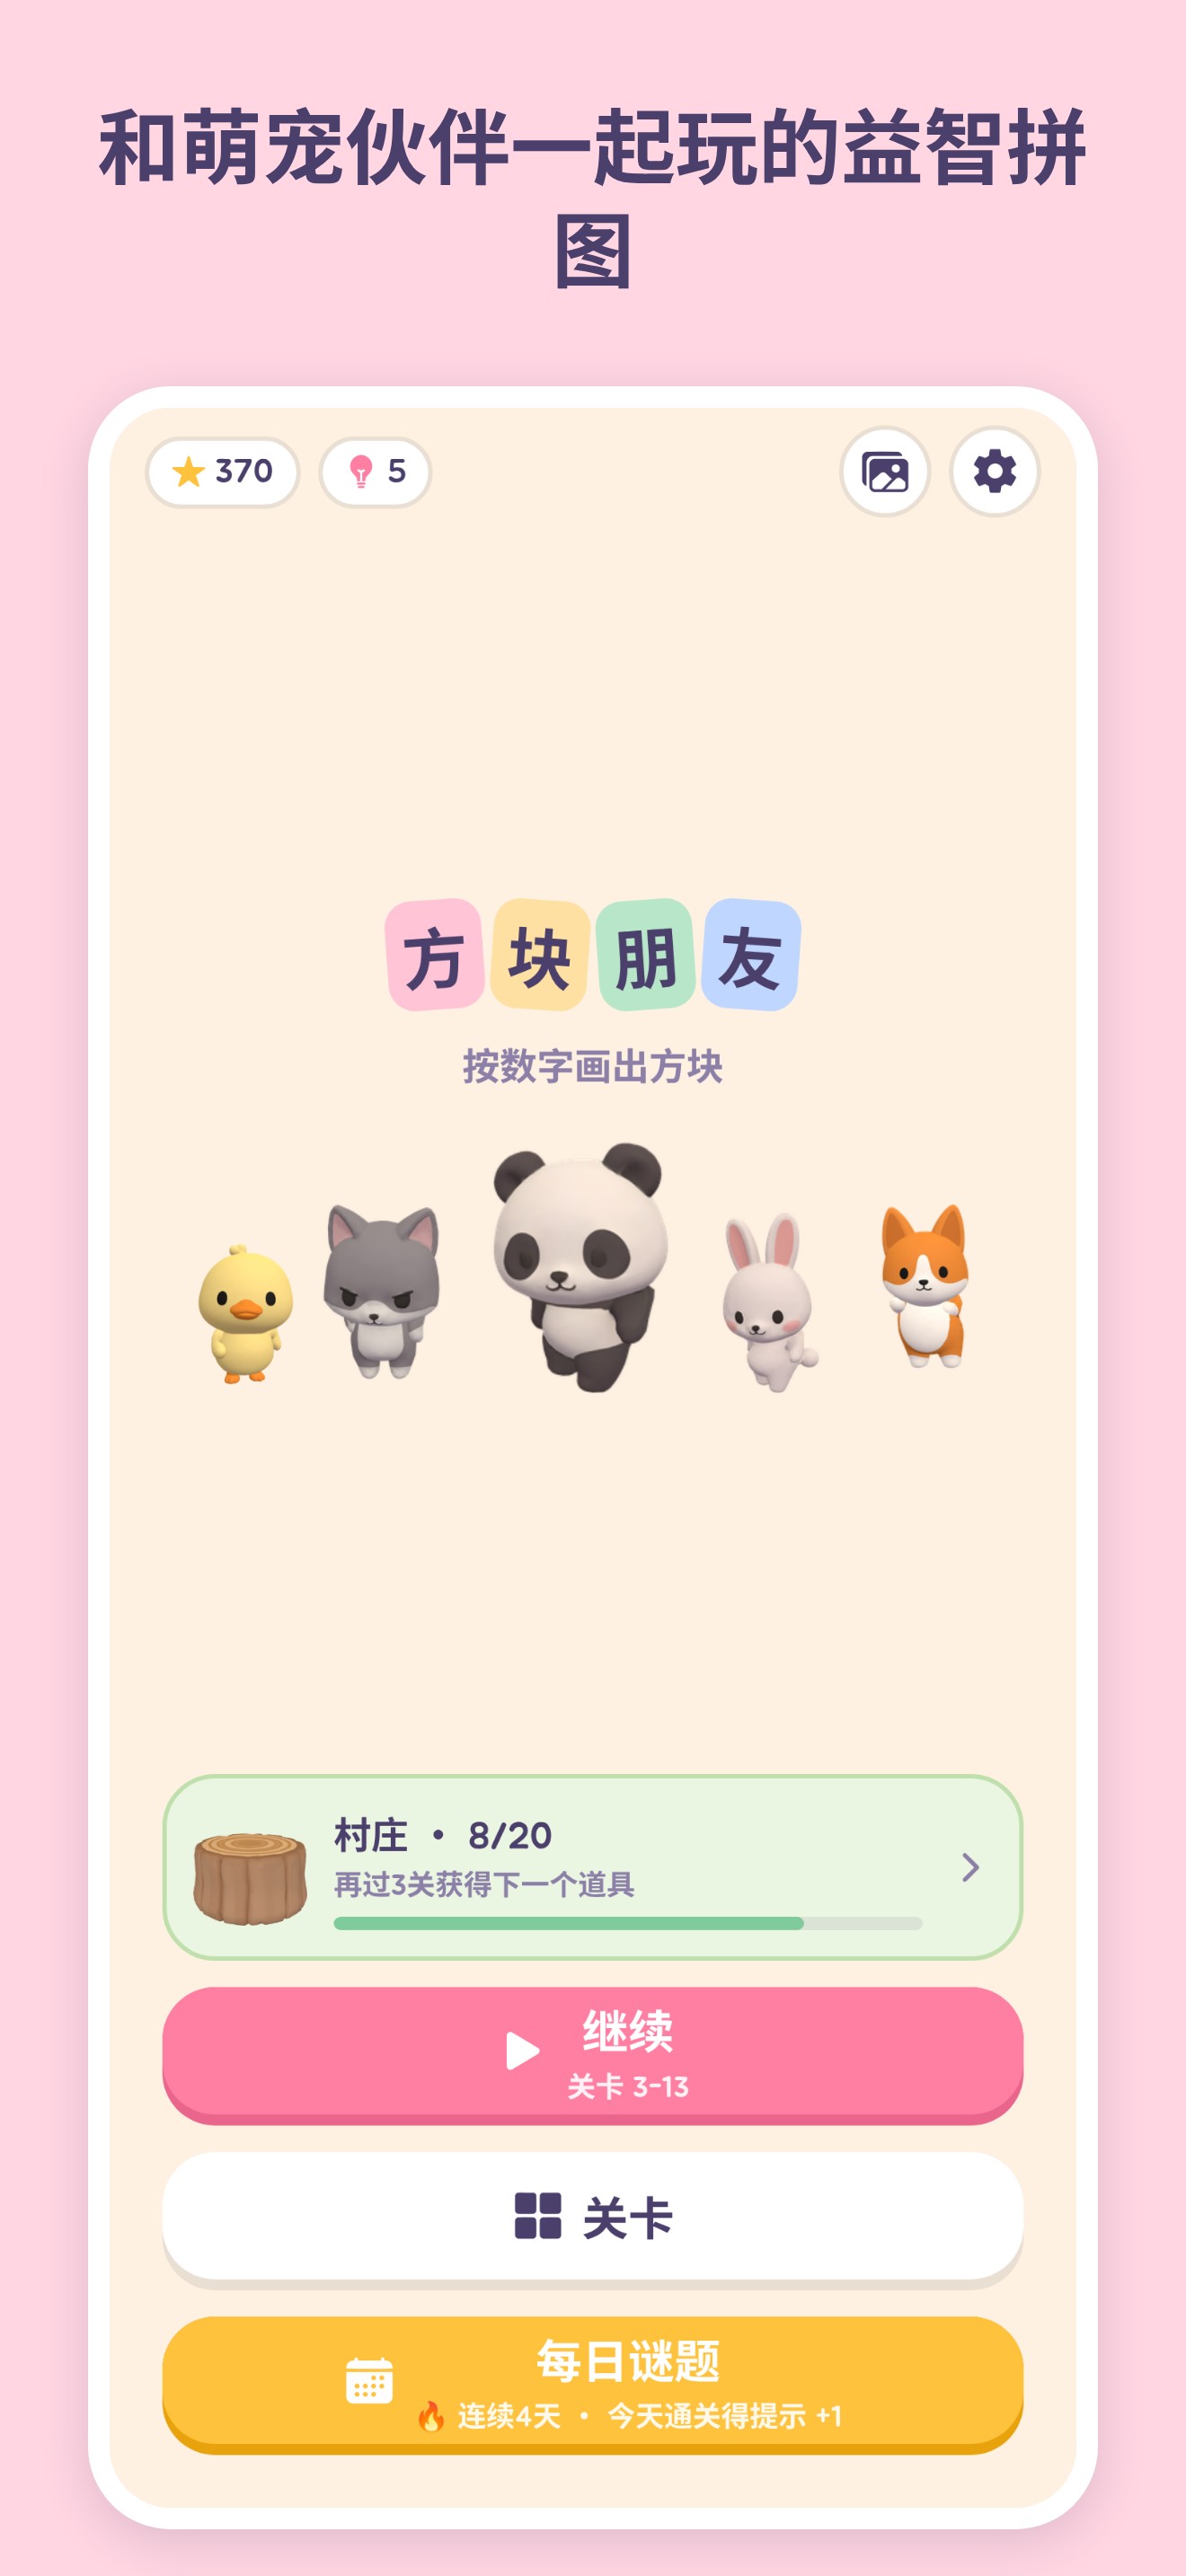 和萌宠伙伴一起玩的益智拼
图
370
5
方块朋友
按数字画出方块
村庄 • 8/20
再过3关获得下一个道具
继续
关卡 3-13
关卡
每日谜题
🔥 连续4天 • 今天通关得提示 +1